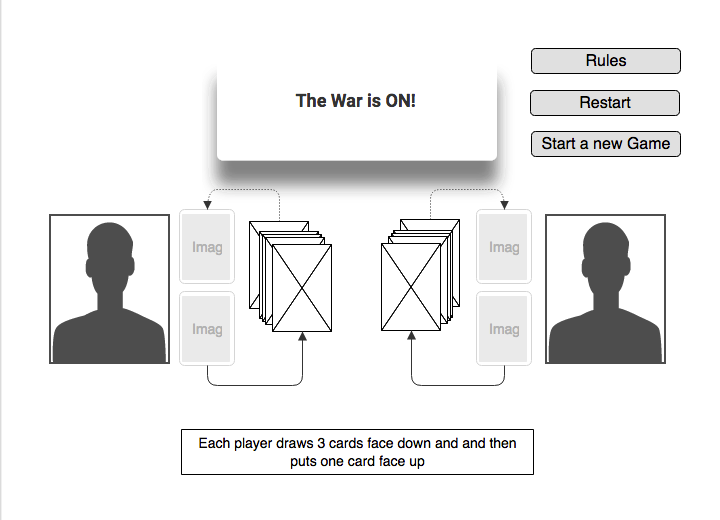 Rules
The War is ON!
Restart
Start a new Game
Imag
Imag
Imag
Imag
Each player draws 3 cards face down and and then
puts one card face up